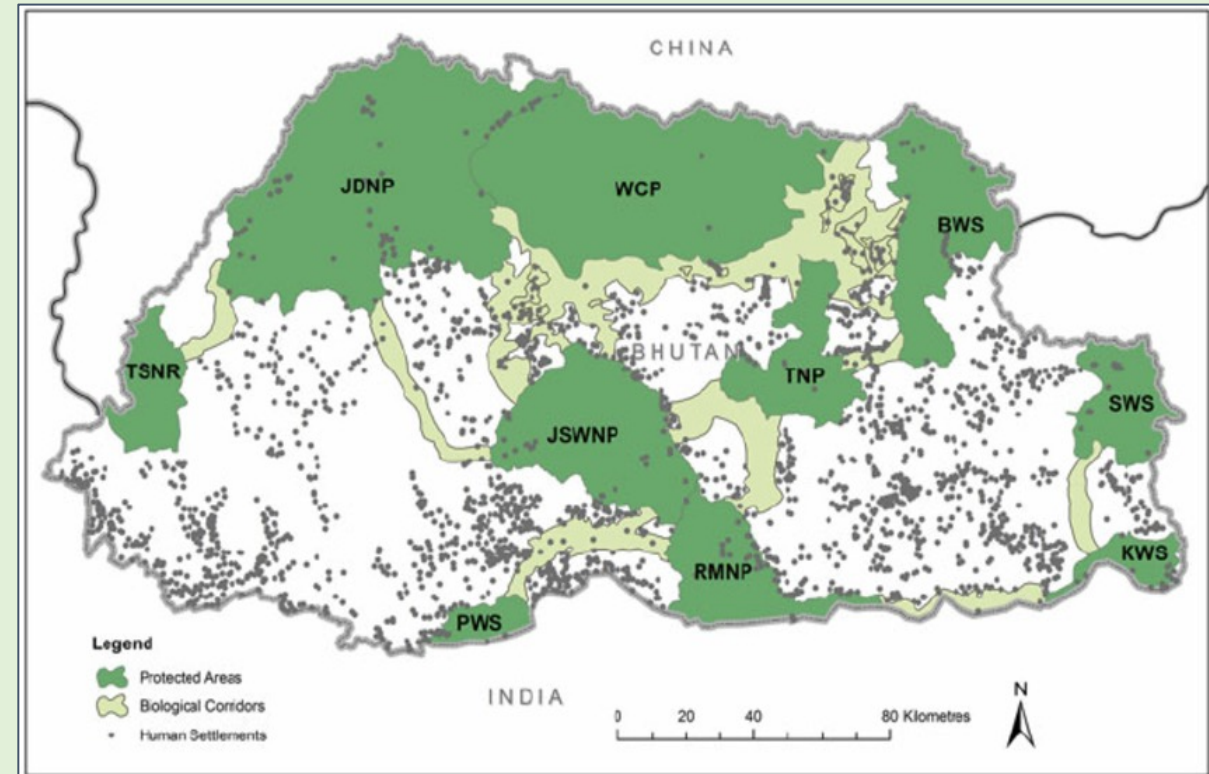 CHINA
JDNP
WCP
BWS
BHUTAN
TSNR
TNP
SWS
JSWNP
KWS
RMNP
PWS
Legend
Protected Areas
Biological Corridors
Human Settlements
INDIA
N
0 20 40 80 Kilometres